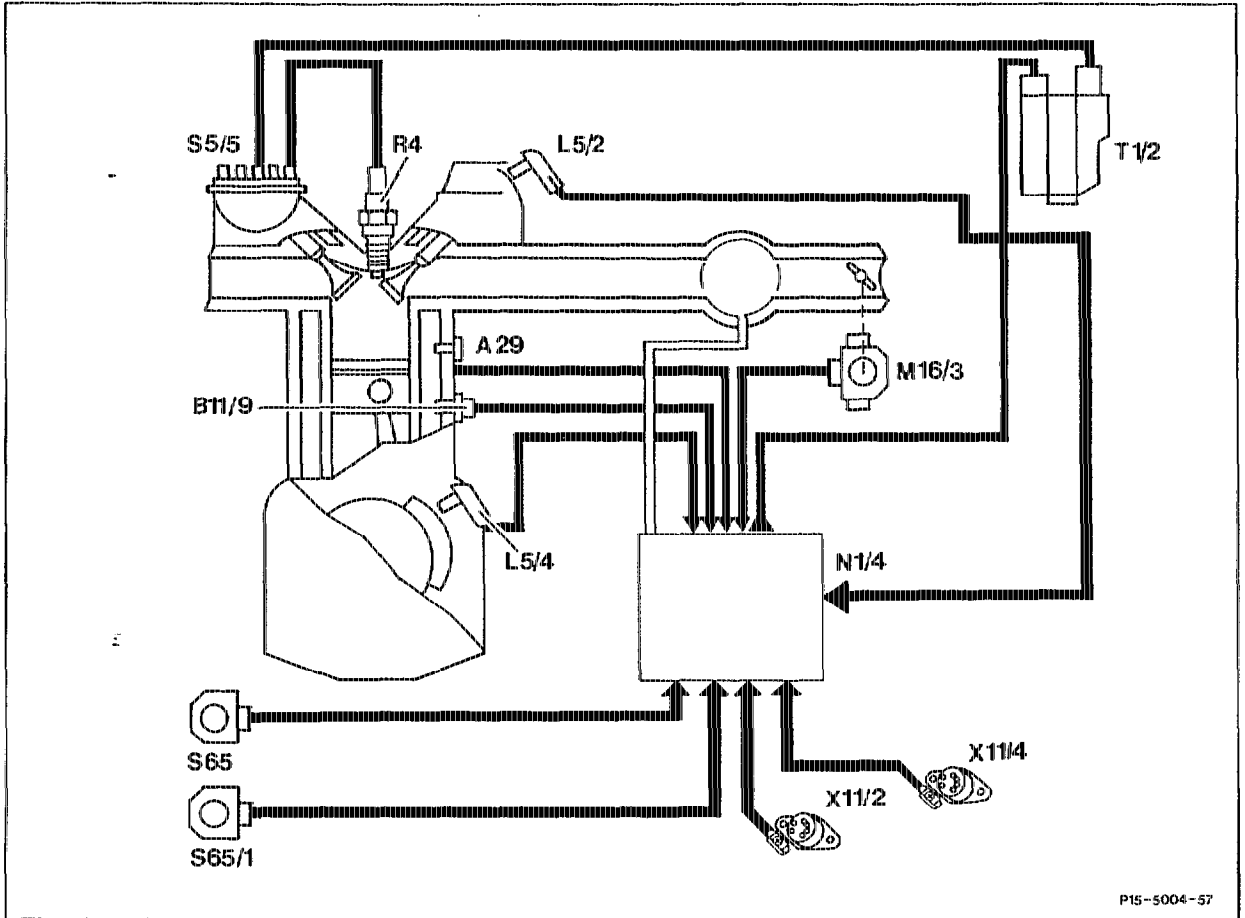 S5/5
R4
L5/2
T1/2
A29
M16/3
B11/9
L5/4
N1/4
S65
X11/4
X11/2
S65/1
P15-5004-57